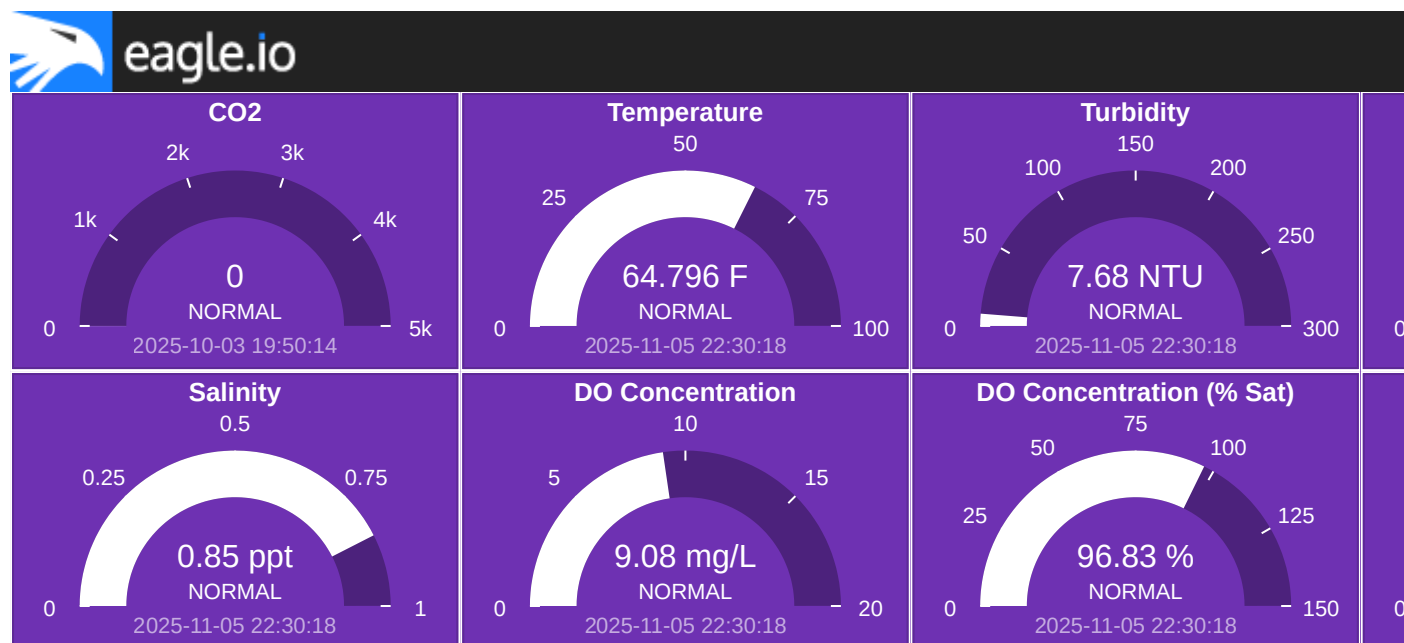 eagle.io
CO2
2k
3k
1k
4k
0
NORMAL
0
5k
2025-10-03 19:50:14
Temperature
50
25
75
64.796 F
NORMAL
0
100
2025-11-05 22:30:18
Turbidity
150
100
200
50
250
7.68 NTU
NORMAL
0
300
2025-11-05 22:30:18
0
Salinity
0.5
0.25
0.75
0.85 ppt
NORMAL
0
1
2025-11-05 22:30:18
DO Concentration
10
5
15
9.08 mg/L
NORMAL
0
20
2025-11-05 22:30:18
DO Concentration (% Sat)
75
50
100
25
125
96.83 %
NORMAL
0
150
2025-11-05 22:30:18
0